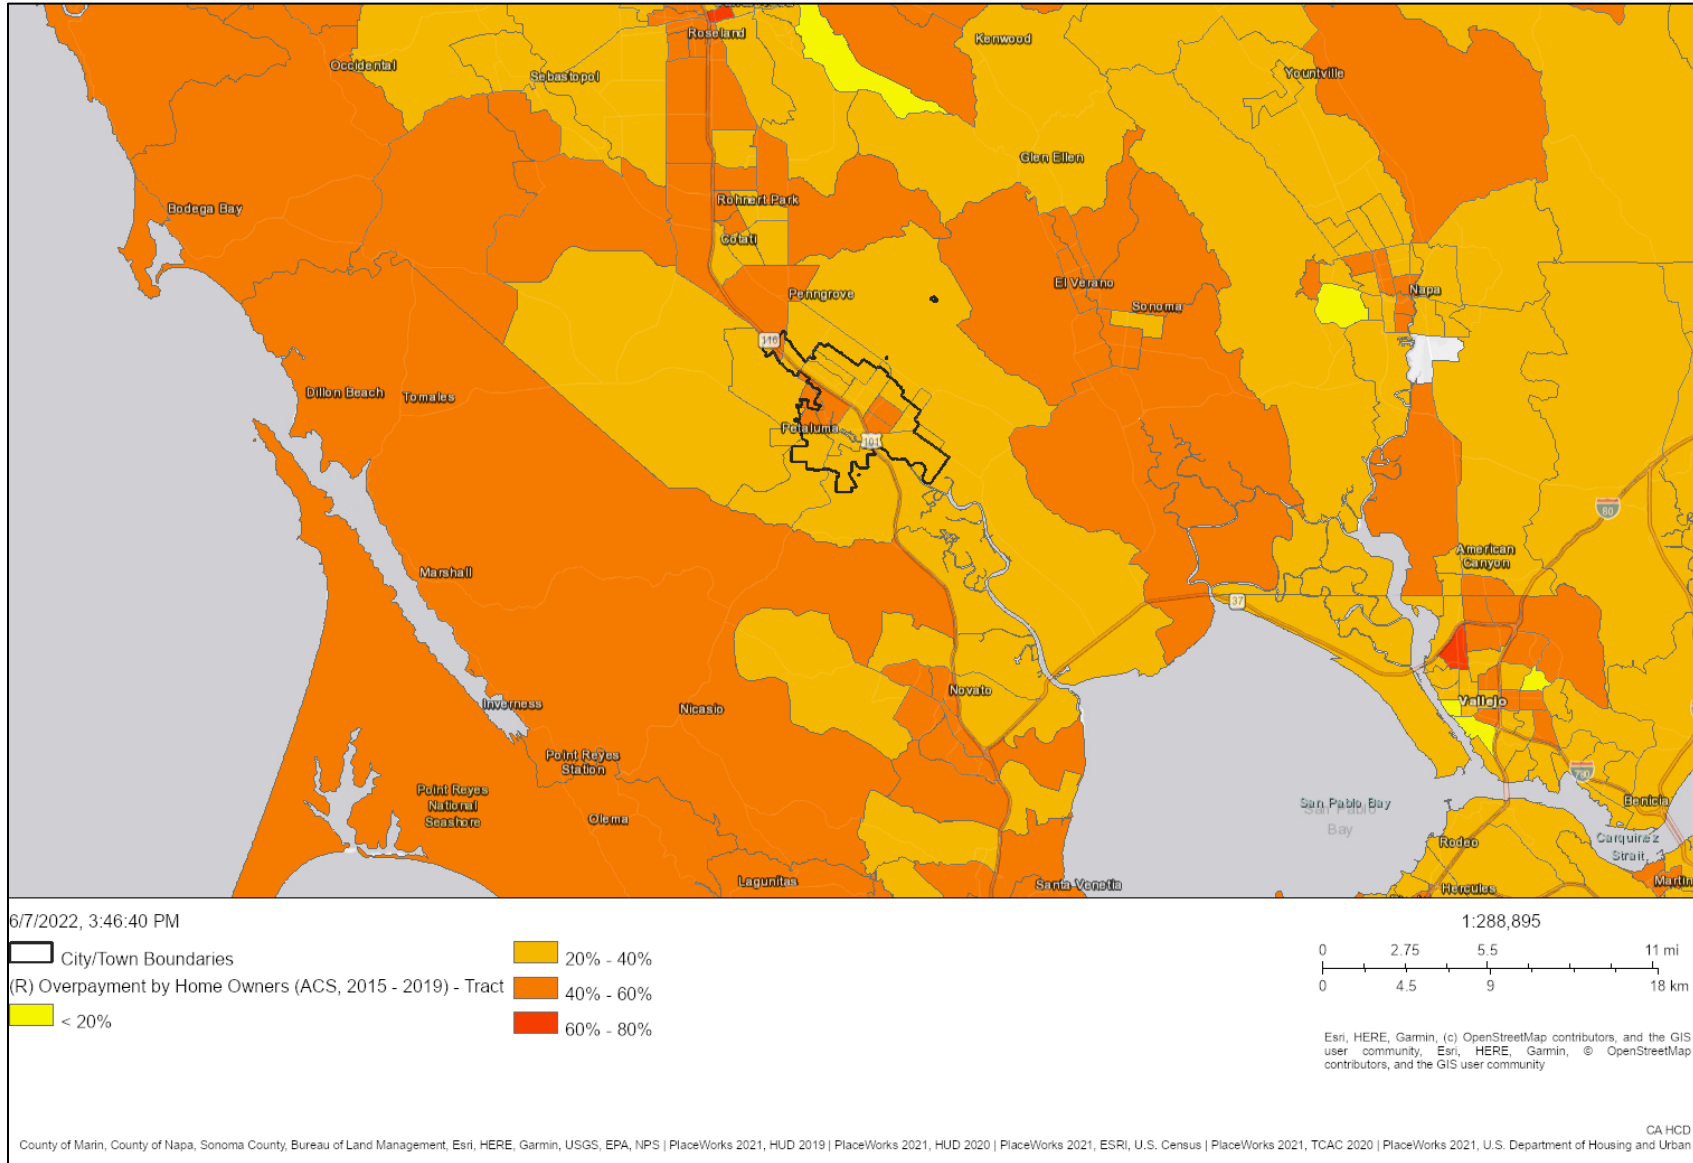 Roseland
Kenwood
Occidental
Sebastopol
Yountville
Glen Ellen
Rohnert Park
Bodega Bay
Cotati
El Verano
Napa
Penngrove
Sonoma
116
Dillon Beach
Tomales
Petaluma
101
80
American
Canyon
Marshall
37
Novato
Vallejo
Inverness
Nicasio
Point Reyes
Station
780
Point Reyes
National
Seashore
Olema
San Pablo Bay
San Pablo
Bay
Benicia
Carquinez
Strait
Rodeo
Lagunitas
Santa Venetia
Hercules
Martin
6/7/2022, 3:46:40 PM
City/Town Boundaries
(R) Overpayment by Home Owners (ACS, 2015 - 2019) - Tract
< 20%
20% - 40%
40% - 60%
60% - 80%
1:288,895
0 2.75 5.5 11 mi
0 4.5 9 18 km
Esri, HERE, Garmin, (c) OpenStreetMap contributors, and the GIS
user community, Esri, HERE, Garmin, © OpenStreetMap
contributors, and the GIS user community
CA HCD
County of Marin, County of Napa, Sonoma County, Bureau of Land Management, Esri, HERE, Garmin, USGS, EPA, NPS | PlaceWorks 2021, HUD 2019 | PlaceWorks 2021, HUD 2020 | PlaceWorks 2021, ESRI, U.S. Census | PlaceWorks 2021, TCAC 2020 | PlaceWorks 2021, U.S. Department of Housing and Urban